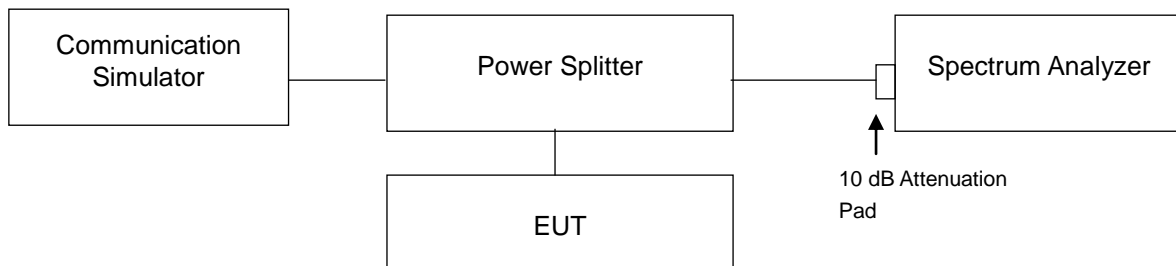 Communication
Simulator
Power Splitter
Spectrum Analyzer
10 dB Attenuation
Pad
EUT